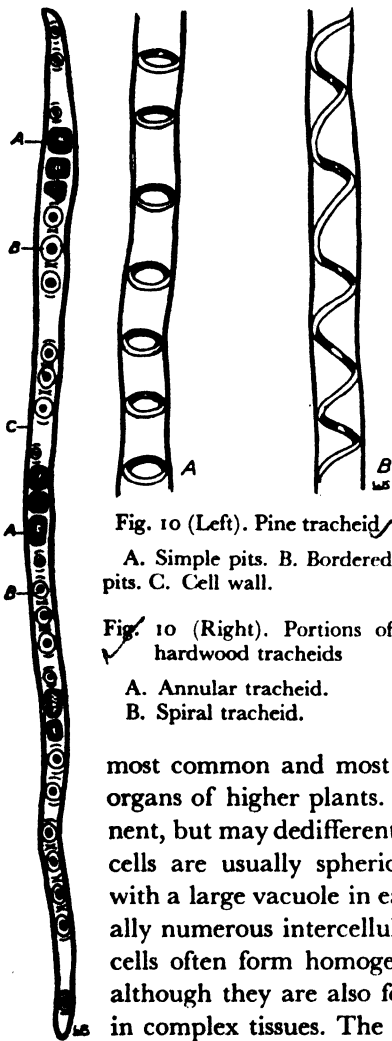 A
B
C
A
B
A
B
Fig. 10 (Left). Pine tracheid
A. Simple pits. B. Bordered
pits. C. Cell wall.
Fig. 10 (Right). Portions of
hardwood tracheids
A. Annular tracheid.
B. Spiral tracheid.
most common and most
organs of higher plants.
nent, but may dedifferent
cells are usually spheric
with a large vacuole in ea
ally numerous intercellul
cells often form homoge
although they are also fo
in complex tissues. The